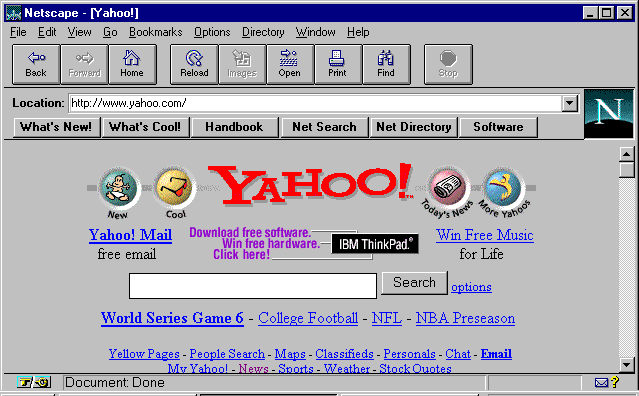 Netscape - [Yahoo!]
File Edit View Go Bookmarks Options Directory Window Help
Back Forward Home Reload Images Open Print Find Stop
Location: http://www.yahoo.com/
N
What's New! What's Cool! Handbook Net Search Net Directory Software
YAHOO!™
New Cool Today's News More Yahoos
Yahoo! Mail
free email
Download free software.
Win free hardware.
Click here!
IBM ThinkPad.®
Win Free Music
for Life
Search options
World Series Game 6 - College Football - NFL - NBA Preseason
Yellow Pages - People Search - Maps - Classifieds - Personals - Chat - Email
My Yahoo! - News - Sports - Weather - Stock Quotes
Document: Done
?